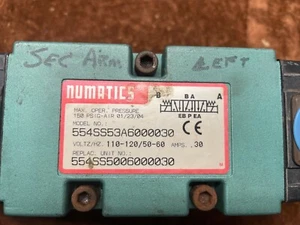 SEC ARM LEFT
NUMATICS
B B A A
EB P EA
MAX. OPER. PRESSURE
150 PSIG-AIR 01/23/04
MODEL NO.:
554SS53A6000030
CE
VOLTZ/HZ. 110-120/50-60 AMPS. .30
REPLAC. UNIT NO.:
554SS5006000030